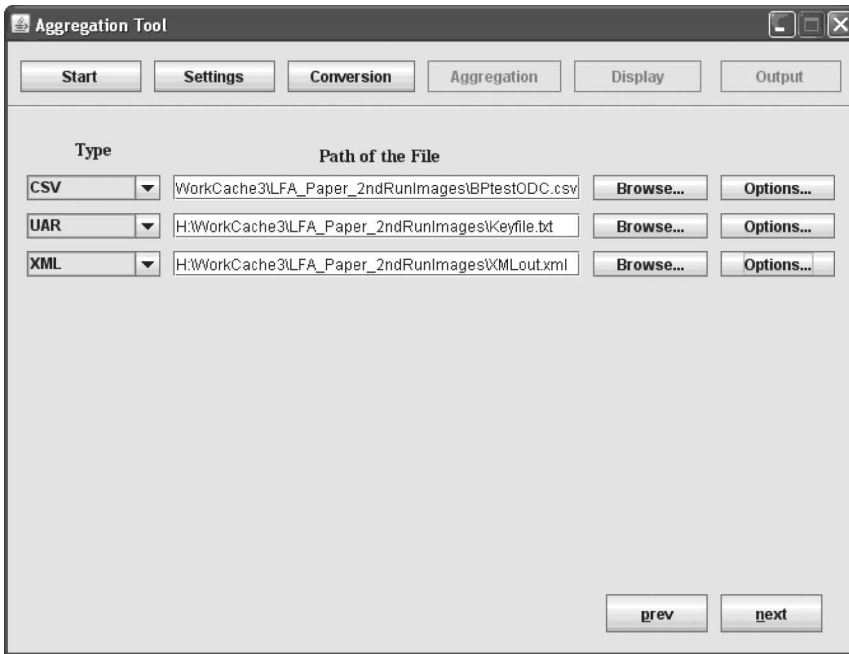 Aggregation Tool
Start Settings Conversion Aggregation Display Output
Type Path of the File
CSV WorkCache3\LFA_Paper_2ndRunImages\BPtestODC.csv Browse... Options...
UAR H:\WorkCache3\LFA_Paper_2ndRunImages\Keyfile.txt Browse... Options...
XML H:\WorkCache3\LFA_Paper_2ndRunImages\XMLout.xml Browse... Options...
prev next